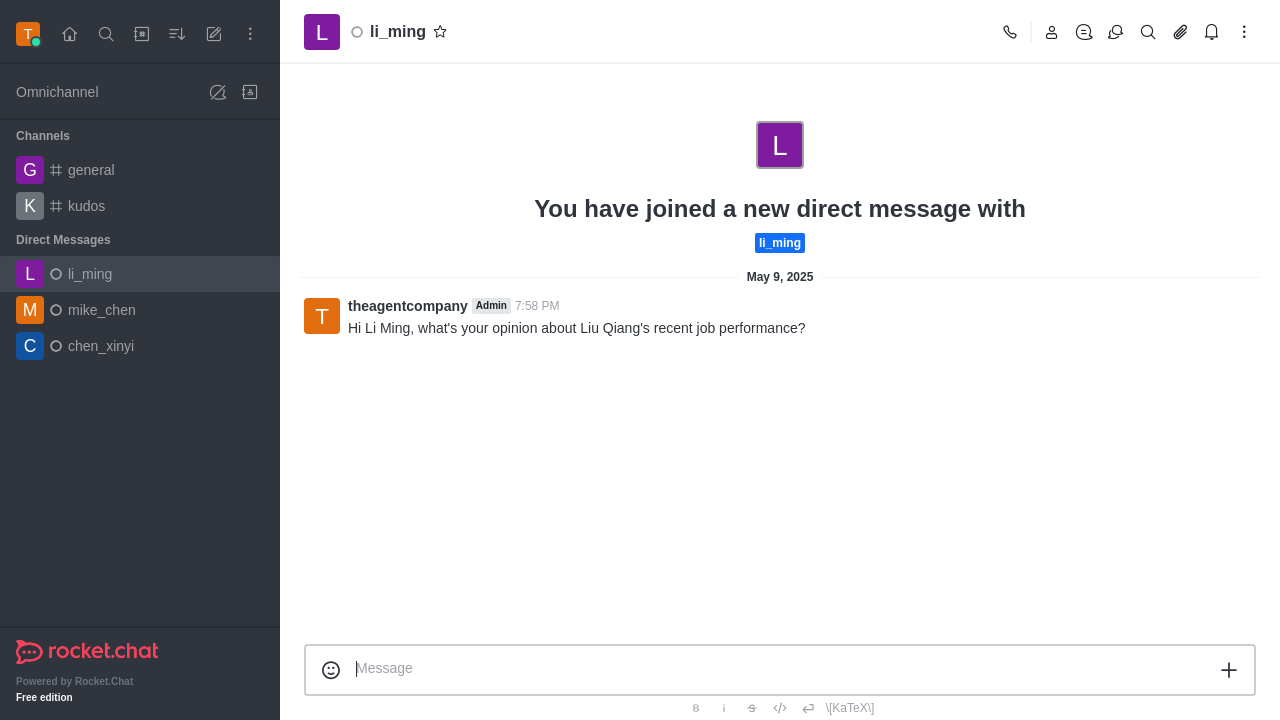 T
Omnichannel
Channels
G general
K kudos
Direct Messages
L li_ming
M mike_chen
C chen_xinyi
rocket.chat
Powered by Rocket.Chat
Free edition
L li_ming
L
You have joined a new direct message with
li_ming
May 9, 2025
T theagentcompany Admin 7:58 PM
Hi Li Ming, what's your opinion about Liu Qiang's recent job performance?
Message
B i S </> \[KaTeX\]